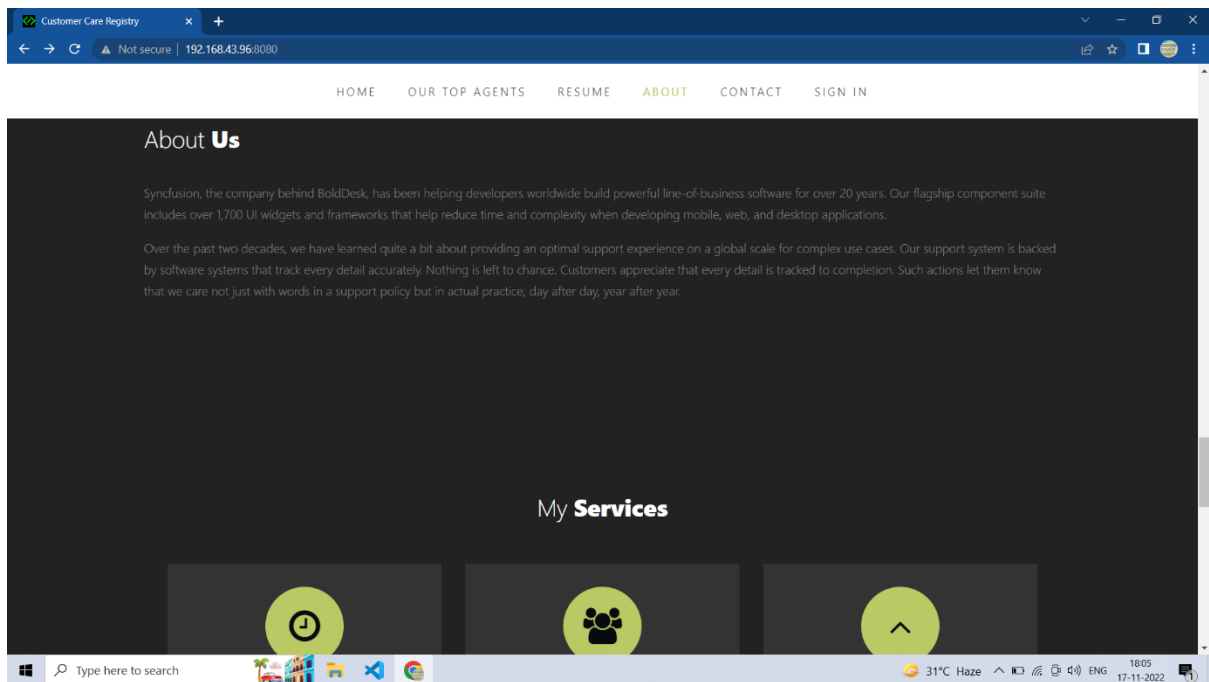 Customer Care Registry
Not secure | 192.168.43.96:8080
HOME OUR TOP AGENTS RESUME ABOUT CONTACT SIGN IN
About Us
Syncfusion, the company behind BoldDesk, has been helping developers worldwide build powerful line-of-business software for over 20 years. Our flagship component suite
includes over 1,700 UI widgets and frameworks that help reduce time and complexity when developing mobile, web, and desktop applications.
Over the past two decades, we have learned quite a bit about providing an optimal support experience on a global scale for complex use cases. Our support system is backed
by software systems that track every detail accurately. Nothing is left to chance. Customers appreciate that every detail is tracked to completion. Such actions let them know
that we care not just with words in a support policy but in actual practice, day after day, year after year.
My Services
Type here to search
31°C Haze
ENG
18:05
17-11-2022
1